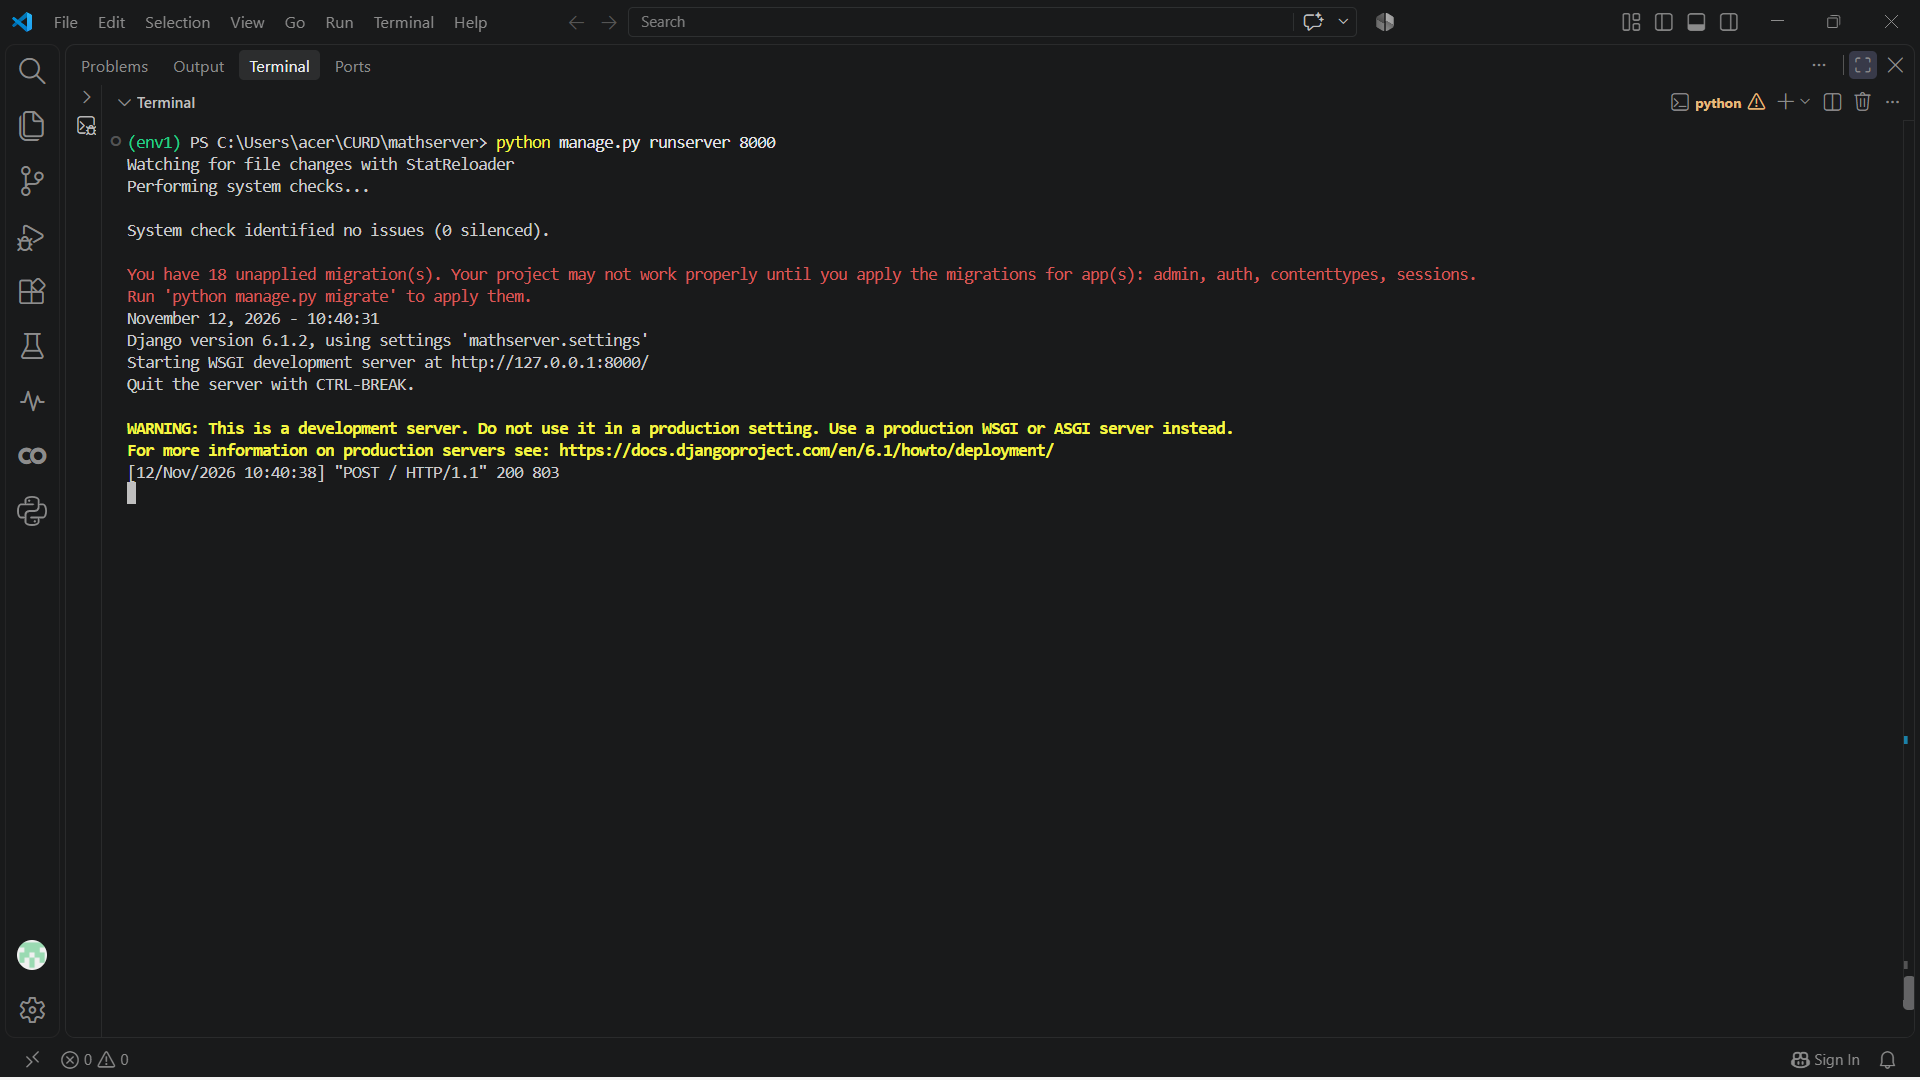 File Edit Selection View Go Run Terminal Help
Search
Problems Output Terminal Ports
Terminal
python
(env1) PS C:\Users\acer\CURD\mathserver> python manage.py runserver 8000
Watching for file changes with StatReloader
Performing system checks...
System check identified no issues (0 silenced).
You have 18 unapplied migration(s). Your project may not work properly until you apply the migrations for app(s): admin, auth, contenttypes, sessions.
Run 'python manage.py migrate' to apply them.
November 12, 2026 - 10:40:31
Django version 6.1.2, using settings 'mathserver.settings'
Starting WSGI development server at http://127.0.0.1:8000/
Quit the server with CTRL-BREAK.
WARNING: This is a development server. Do not use it in a production setting. Use a production WSGI or ASGI server instead.
For more information on production servers see: https://docs.djangoproject.com/en/6.1/howto/deployment/
[12/Nov/2026 10:40:38] "POST / HTTP/1.1" 200 803
0 0
Sign In